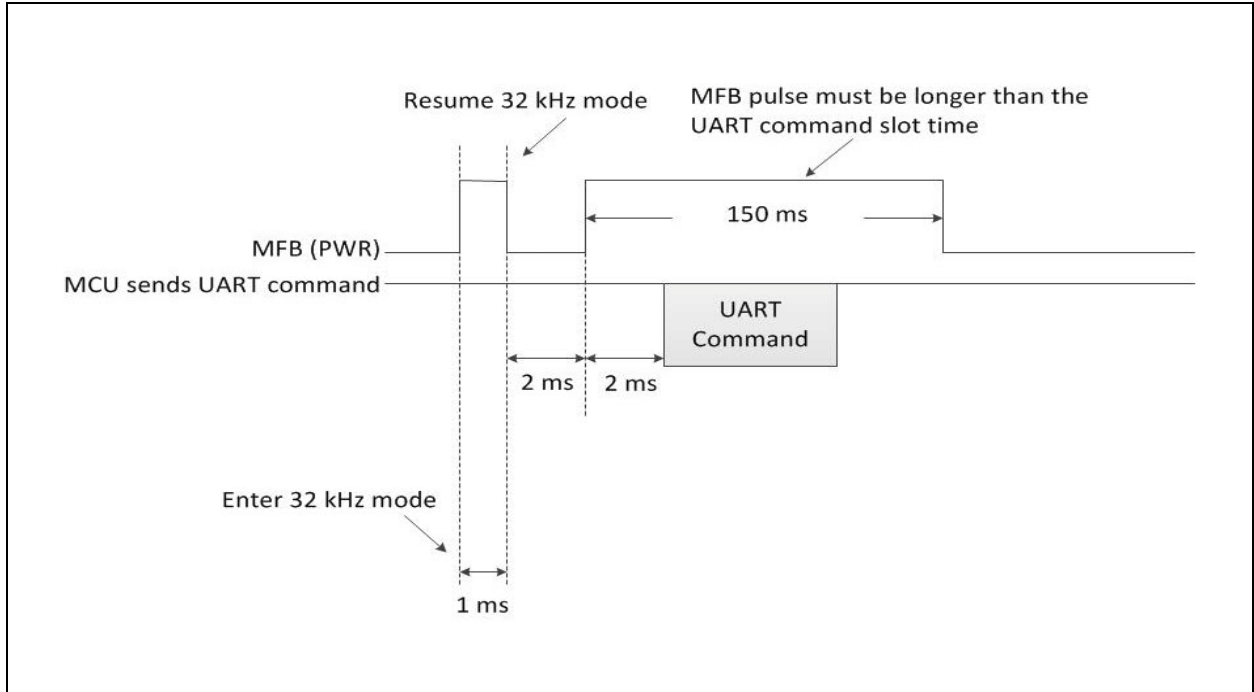 Resume 32 kHz mode
MFB pulse must be longer than the
UART command slot time
150 ms
MFB (PWR)
MCU sends UART command
UART
Command
2 ms
2 ms
Enter 32 kHz mode
1 ms